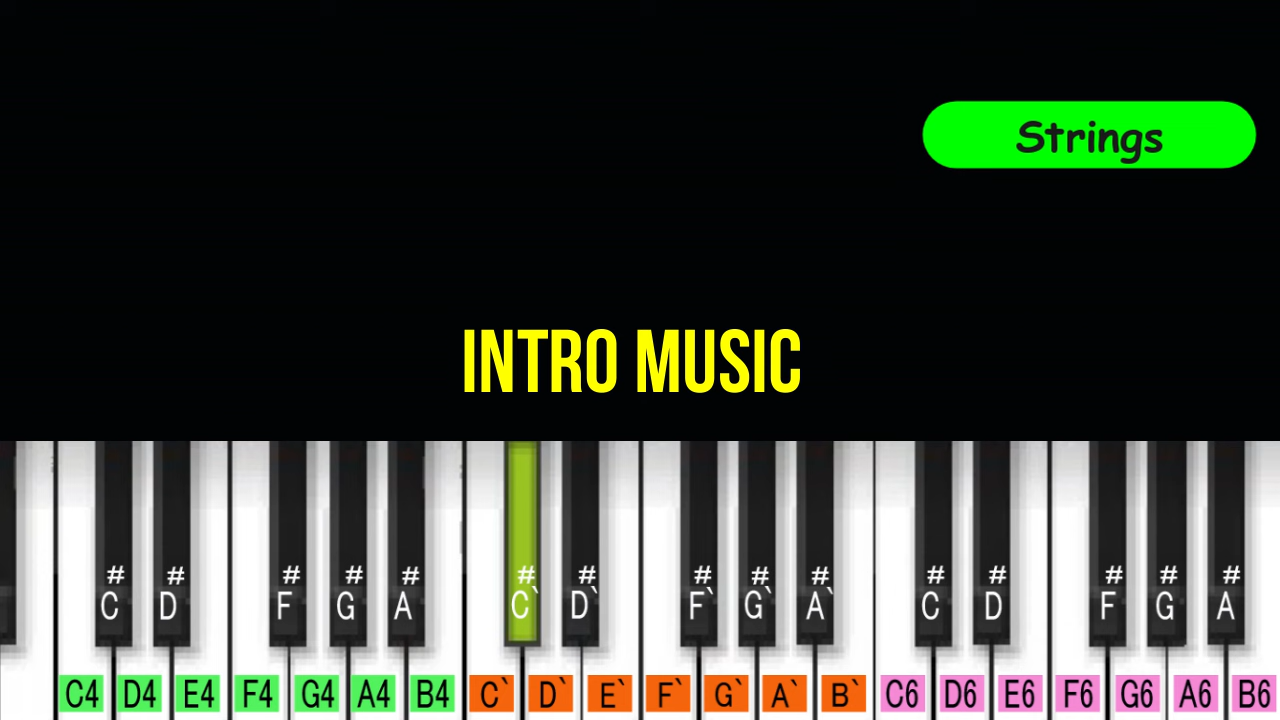 Strings
INTRO MUSIC
# # # # # # # # # # # # # # #
C D F G A C` D` F` G` A` C D F G A
C4 D4 E4 F4 G4 A4 B4 C` D` E` F` G` A` B` C6 D6 E6 F6 G6 A6 B6